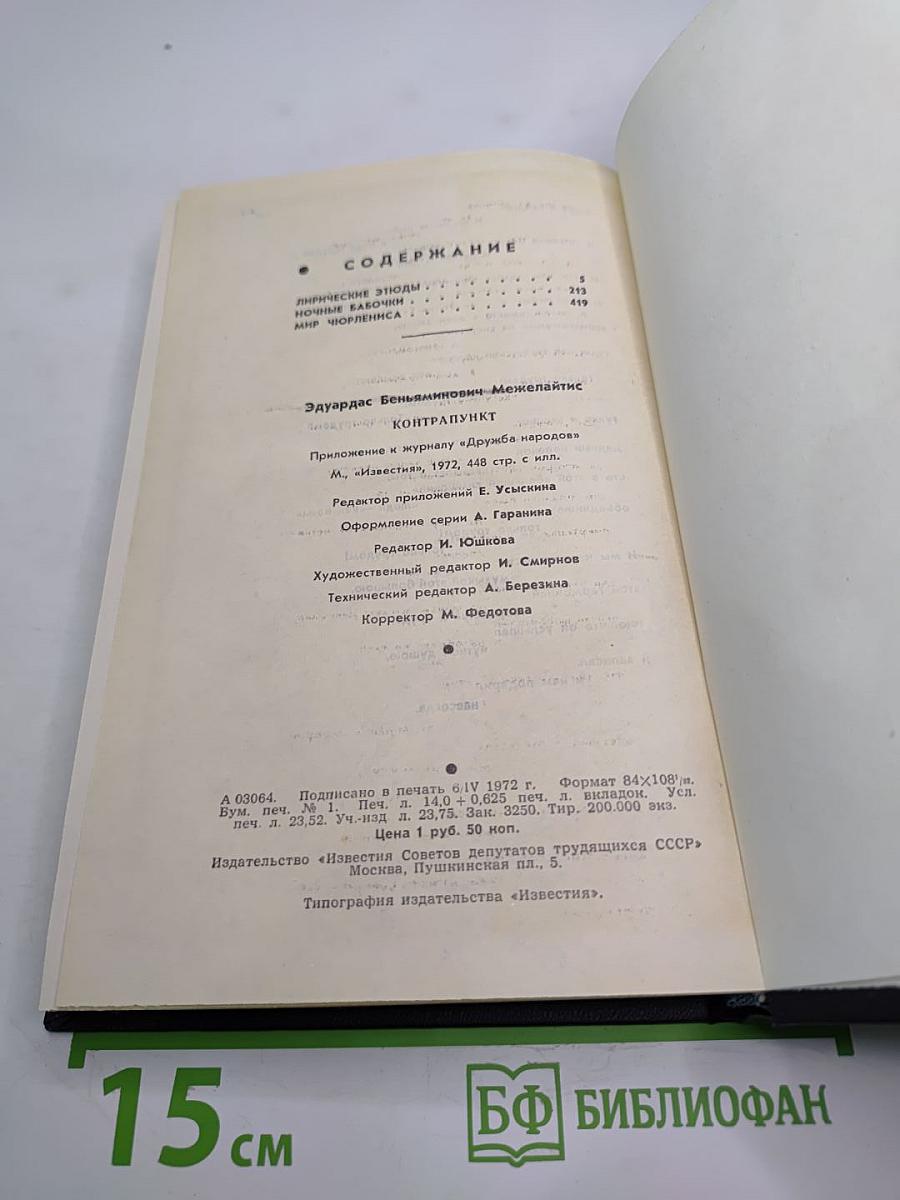 СОДЕРЖАНИЕ
ЛИРИЧЕСКИЕ ЭТЮДЫ . . . . . . . . . 5
НОЧНЫЕ БАБОЧКИ . . . . . . . . . . 213
МИР ЧЮРЛЕНИСА . . . . . . . . . . 419
Эдуардас Беньяминович Межелайтис
КОНТРАПУНКТ
Приложение к журналу «Дружба народов»
М., «Известия», 1972, 448 стр. с илл.
Редактор приложений Е. Усыскина
Оформление серии А. Гаранина
Редактор И. Юшкова
Художественный редактор И. Смирнов
Технический редактор А. Березина
Корректор М. Федотова
А 03064. Подписано в печать 6/IV 1972 г. Формат 84×108¹/₃₂.
Бум. печ. № 1. Печ. л. 14,0 + 0,625 печ. л. вкладок. Усл.
печ. л. 23,52. Уч.-изд л. 23,75. Зак. 3250. Тир. 200.000 экз.
Цена 1 руб. 50 коп.
Издательство «Известия Советов депутатов трудящихся СССР»
Москва, Пушкинская пл., 5.
Типография издательства «Известия».
15 см
БФ БИБЛИОФАН